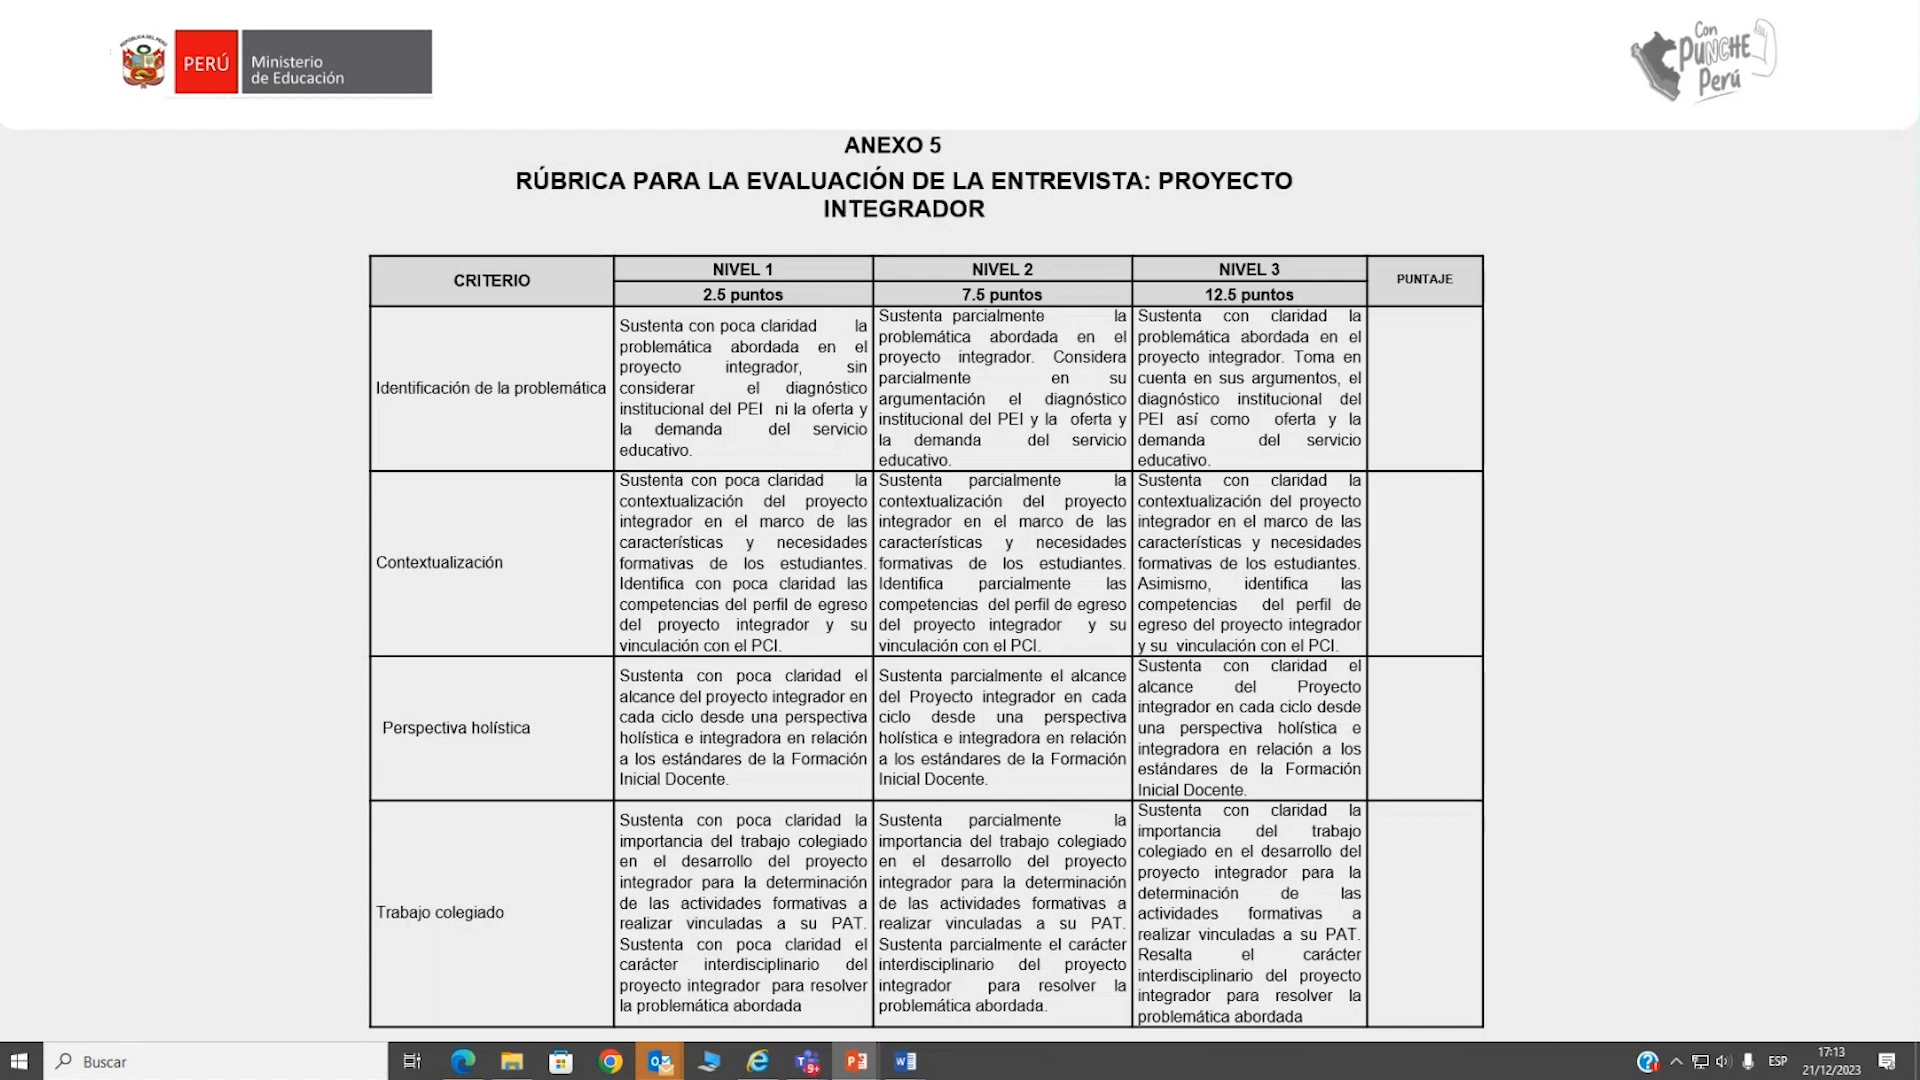 REPÚBLICA DEL PERÚ
PERÚ
Ministerio
de Educación
Con
PUNCHE
Perú
ANEXO 5
RÚBRICA PARA LA EVALUACIÓN DE LA ENTREVISTA: PROYECTO
INTEGRADOR
CRITERIO
NIVEL 1
NIVEL 2
NIVEL 3
PUNTAJE
2.5 puntos
7.5 puntos
12.5 puntos
Identificación de la problemática
Sustenta con poca claridad la
problemática abordada en el
proyecto integrador, sin
considerar el diagnóstico
institucional del PEI ni la oferta y
la demanda del servicio
educativo.
Sustenta parcialmente la
problemática abordada en el
proyecto integrador. Considera
parcialmente en su
argumentación el diagnóstico
institucional del PEI y la oferta y
la demanda del servicio
educativo.
Sustenta con claridad la
problemática abordada en el
proyecto integrador. Toma en
cuenta en sus argumentos, el
diagnóstico institucional del
PEI así como oferta y la
demanda del servicio
educativo.
Contextualización
Sustenta con poca claridad la
contextualización del proyecto
integrador en el marco de las
características y necesidades
formativas de los estudiantes.
Identifica con poca claridad las
competencias del perfil de egreso
del proyecto integrador y su
vinculación con el PCI.
Sustenta parcialmente la
contextualización del proyecto
integrador en el marco de las
características y necesidades
formativas de los estudiantes.
Identifica parcialmente las
competencias del perfil de egreso
del proyecto integrador y su
vinculación con el PCI.
Sustenta con claridad la
contextualización del proyecto
integrador en el marco de las
características y necesidades
formativas de los estudiantes.
Asimismo, identifica las
competencias del perfil de
egreso del proyecto integrador
y su vinculación con el PCI.
Perspectiva holística
Sustenta con poca claridad el
alcance del proyecto integrador en
cada ciclo desde una perspectiva
holística e integradora en relación
a los estándares de la Formación
Inicial Docente.
Sustenta parcialmente el alcance
del Proyecto integrador en cada
ciclo desde una perspectiva
holística e integradora en relación
a los estándares de la Formación
Inicial Docente.
Sustenta con claridad el
alcance del Proyecto
integrador en cada ciclo desde
una perspectiva holística e
integradora en relación a los
estándares de la Formación
Inicial Docente.
Trabajo colegiado
Sustenta con poca claridad la
importancia del trabajo colegiado
en el desarrollo del proyecto
integrador para la determinación
de las actividades formativas a
realizar vinculadas a su PAT.
Sustenta con poca claridad el
carácter interdisciplinario del
proyecto integrador para resolver
la problemática abordada
Sustenta parcialmente la
importancia del trabajo colegiado
en el desarrollo del proyecto
integrador para la determinación
de las actividades formativas a
realizar vinculadas a su PAT.
Sustenta parcialmente el carácter
interdisciplinario del proyecto
integrador para resolver la
problemática abordada.
Sustenta con claridad la
importancia del trabajo
colegiado en el desarrollo del
proyecto integrador para la
determinación de las
actividades formativas a
realizar vinculadas a su PAT.
Resalta el carácter
interdisciplinario del proyecto
integrador para resolver la
problemática abordada
Buscar
9+
ESP
17:13
21/12/2023